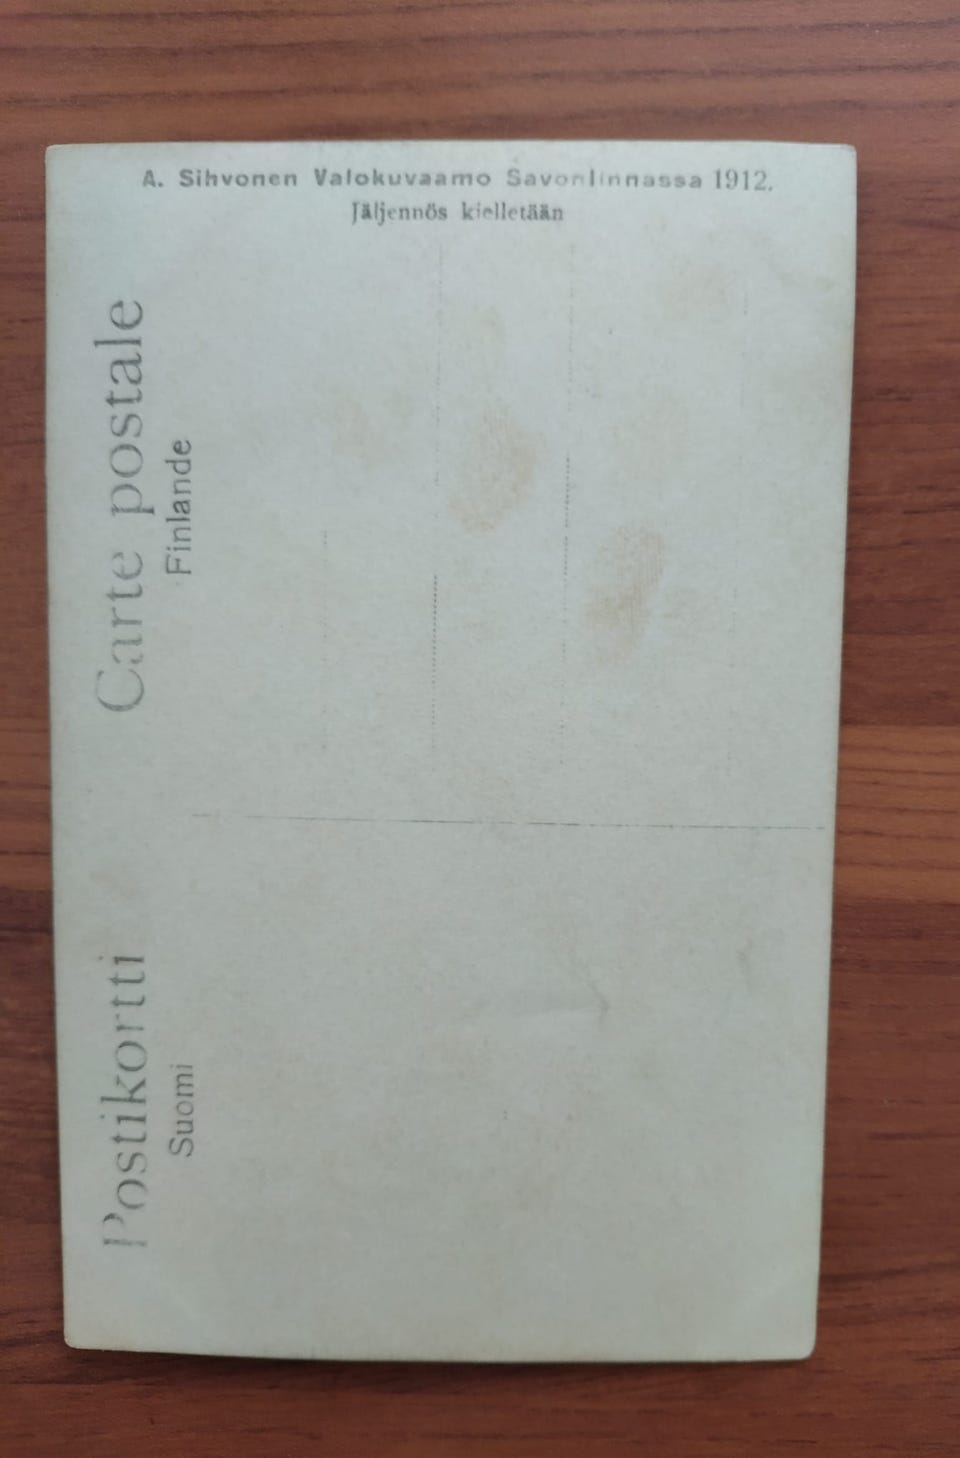 A. Sihvonen Valokuvaamo Savonlinnassa 1912.
Jäljennös kielletään
Postikortti Carte postale
Suomi Finlande